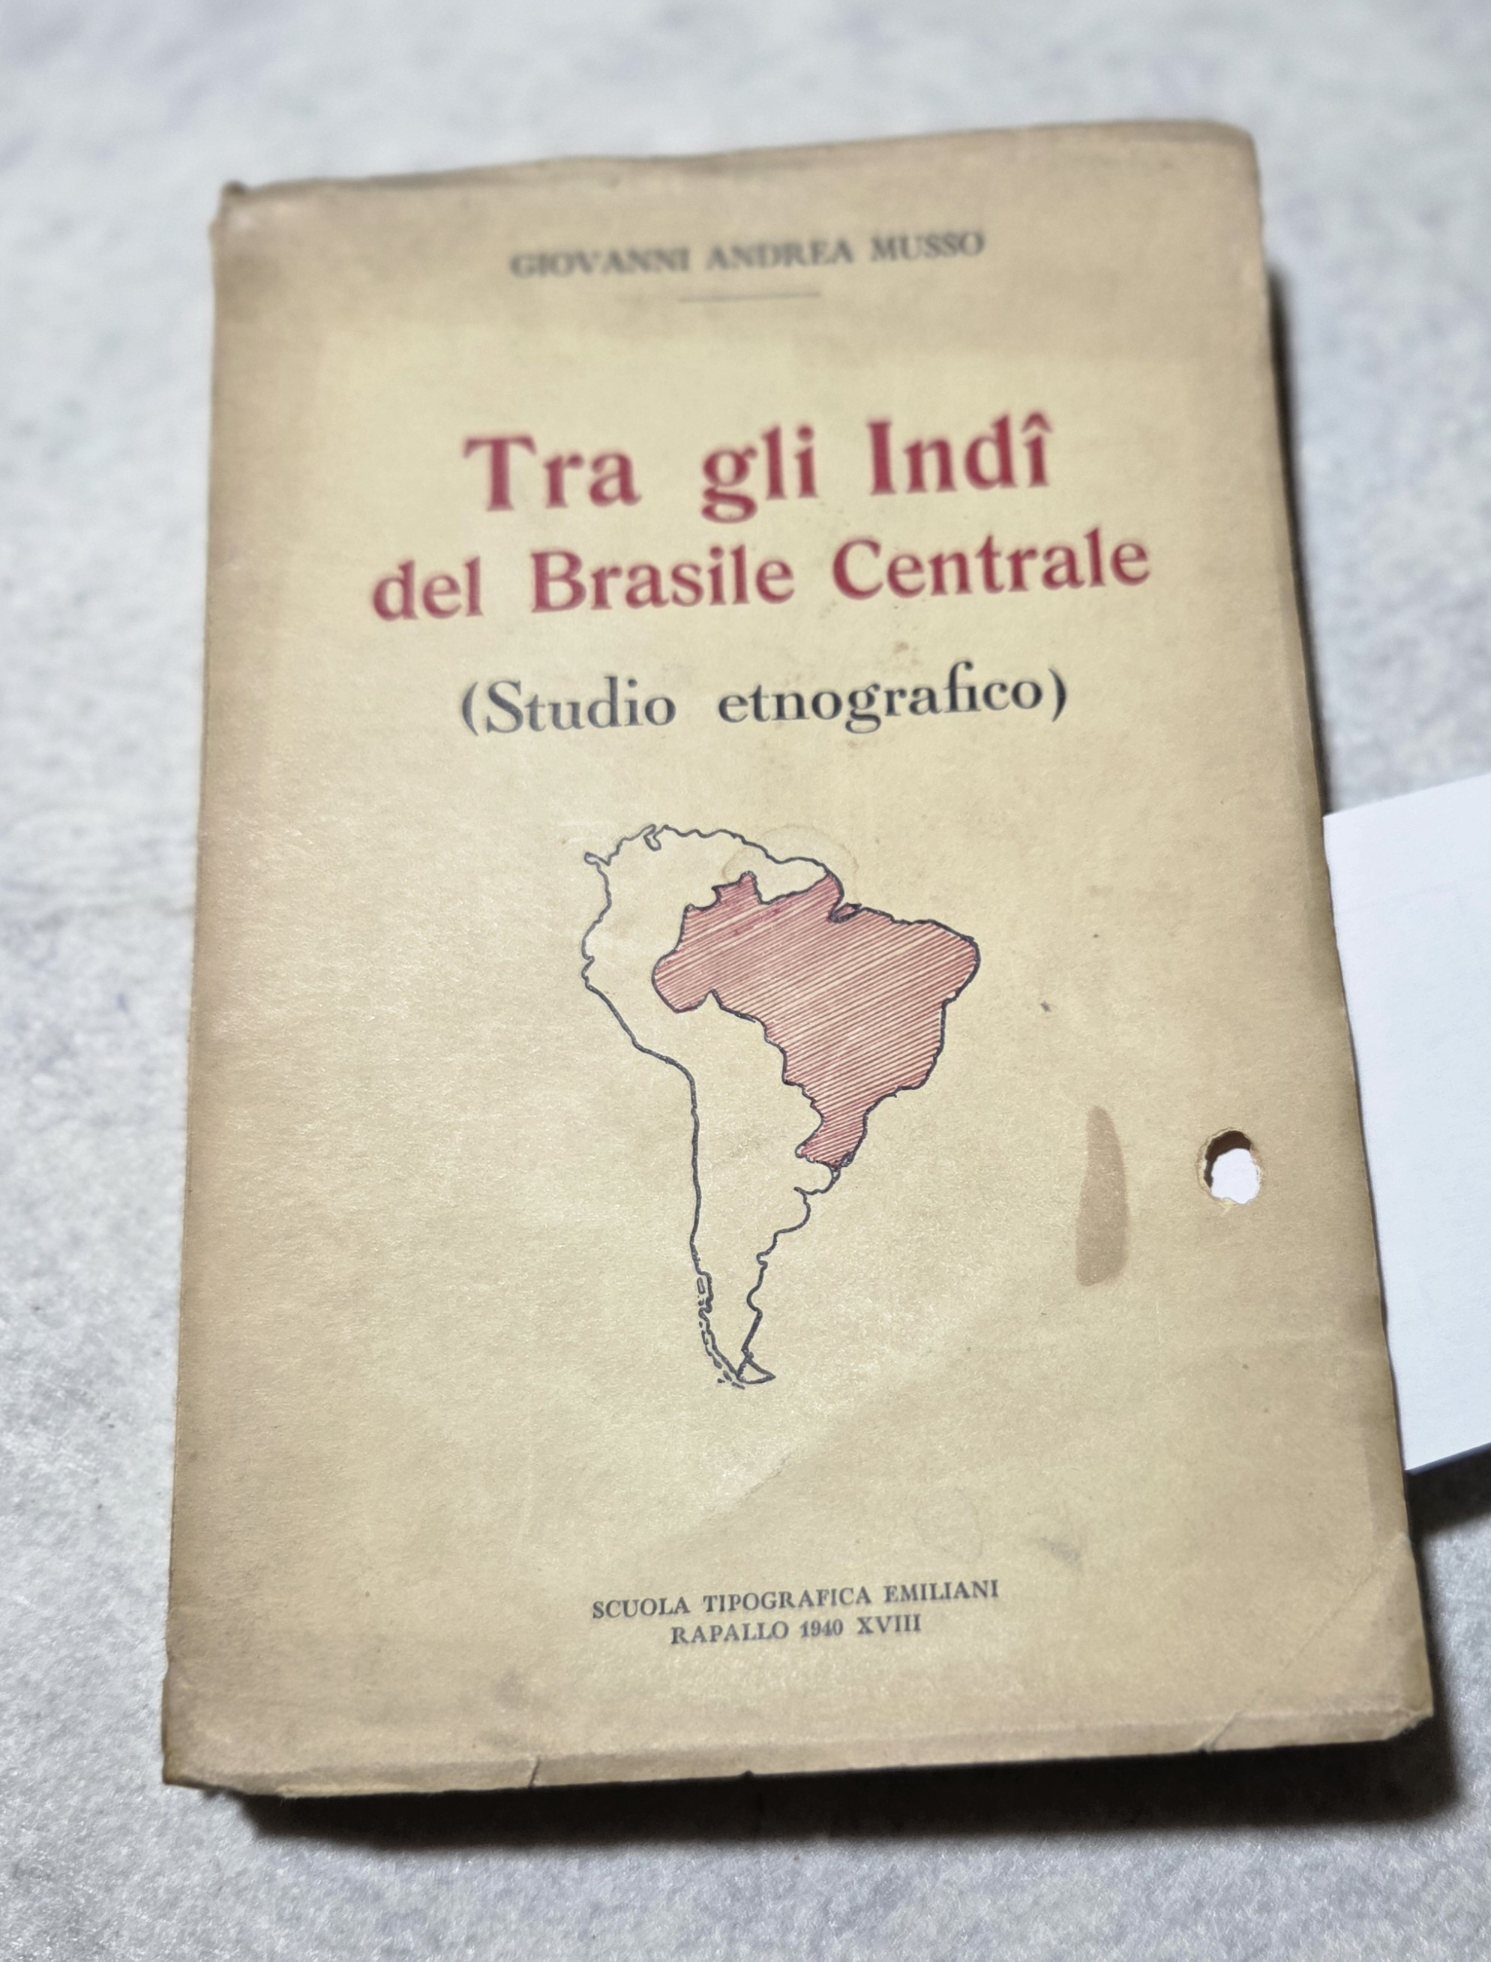 GIOVANNI ANDREA MUSSO
Tra gli Indî
del Brasile Centrale
(Studio etnografico)
SCUOLA TIPOGRAFICA EMILIANI
RAPALLO 1940 XVIII